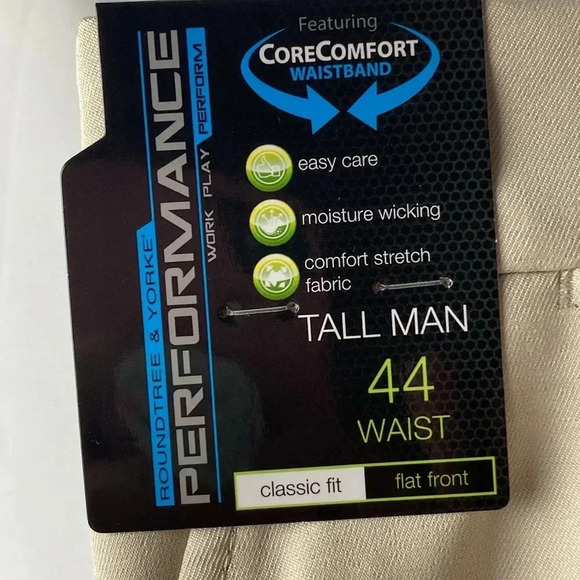 Featuring
CORECOMFORT
WAISTBAND
easy care
moisture wicking
comfort stretch
fabric
TALL MAN
44
WAIST
classic fit
flat front
ROUNDTREE & YORKE®
PERFORMANCE
WORK PLAY PERFORM